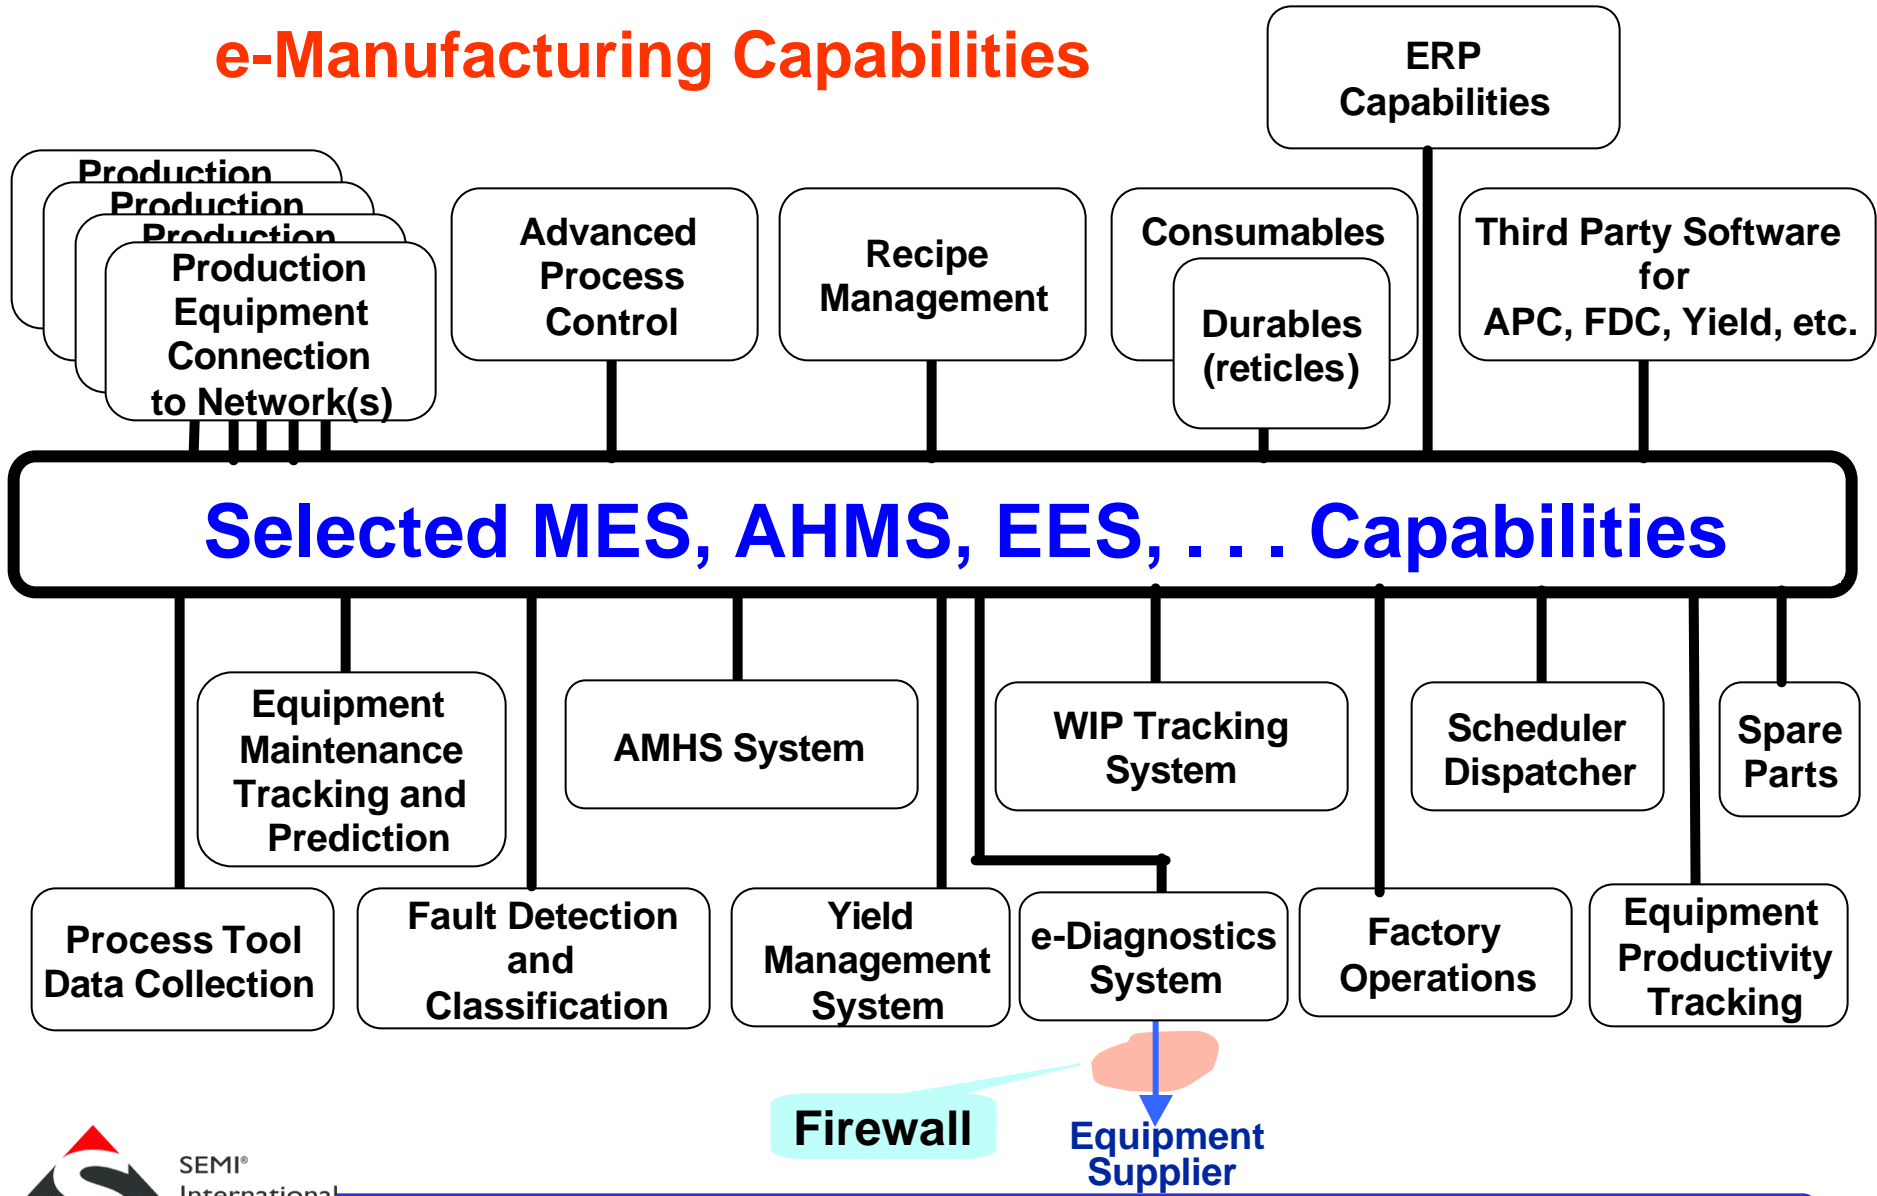 e-Manufacturing Capabilities
ERP
Capabilities
Production
Production
Production
Production
Equipment
Connection
to Network(s)
Advanced
Process
Control
Recipe
Management
Consumables
Durables
(reticles)
Third Party Software
for
APC, FDC, Yield, etc.
Selected MES, AHMS, EES, . . . Capabilities
Equipment
Maintenance
Tracking and
Prediction
AMHS System
WIP Tracking
System
Scheduler
Dispatcher
Spare
Parts
Process Tool
Data Collection
Fault Detection
and
Classification
Yield
Management
System
e-Diagnostics
System
Factory
Operations
Equipment
Productivity
Tracking
Firewall
Equipment
Supplier
SEMI®
International